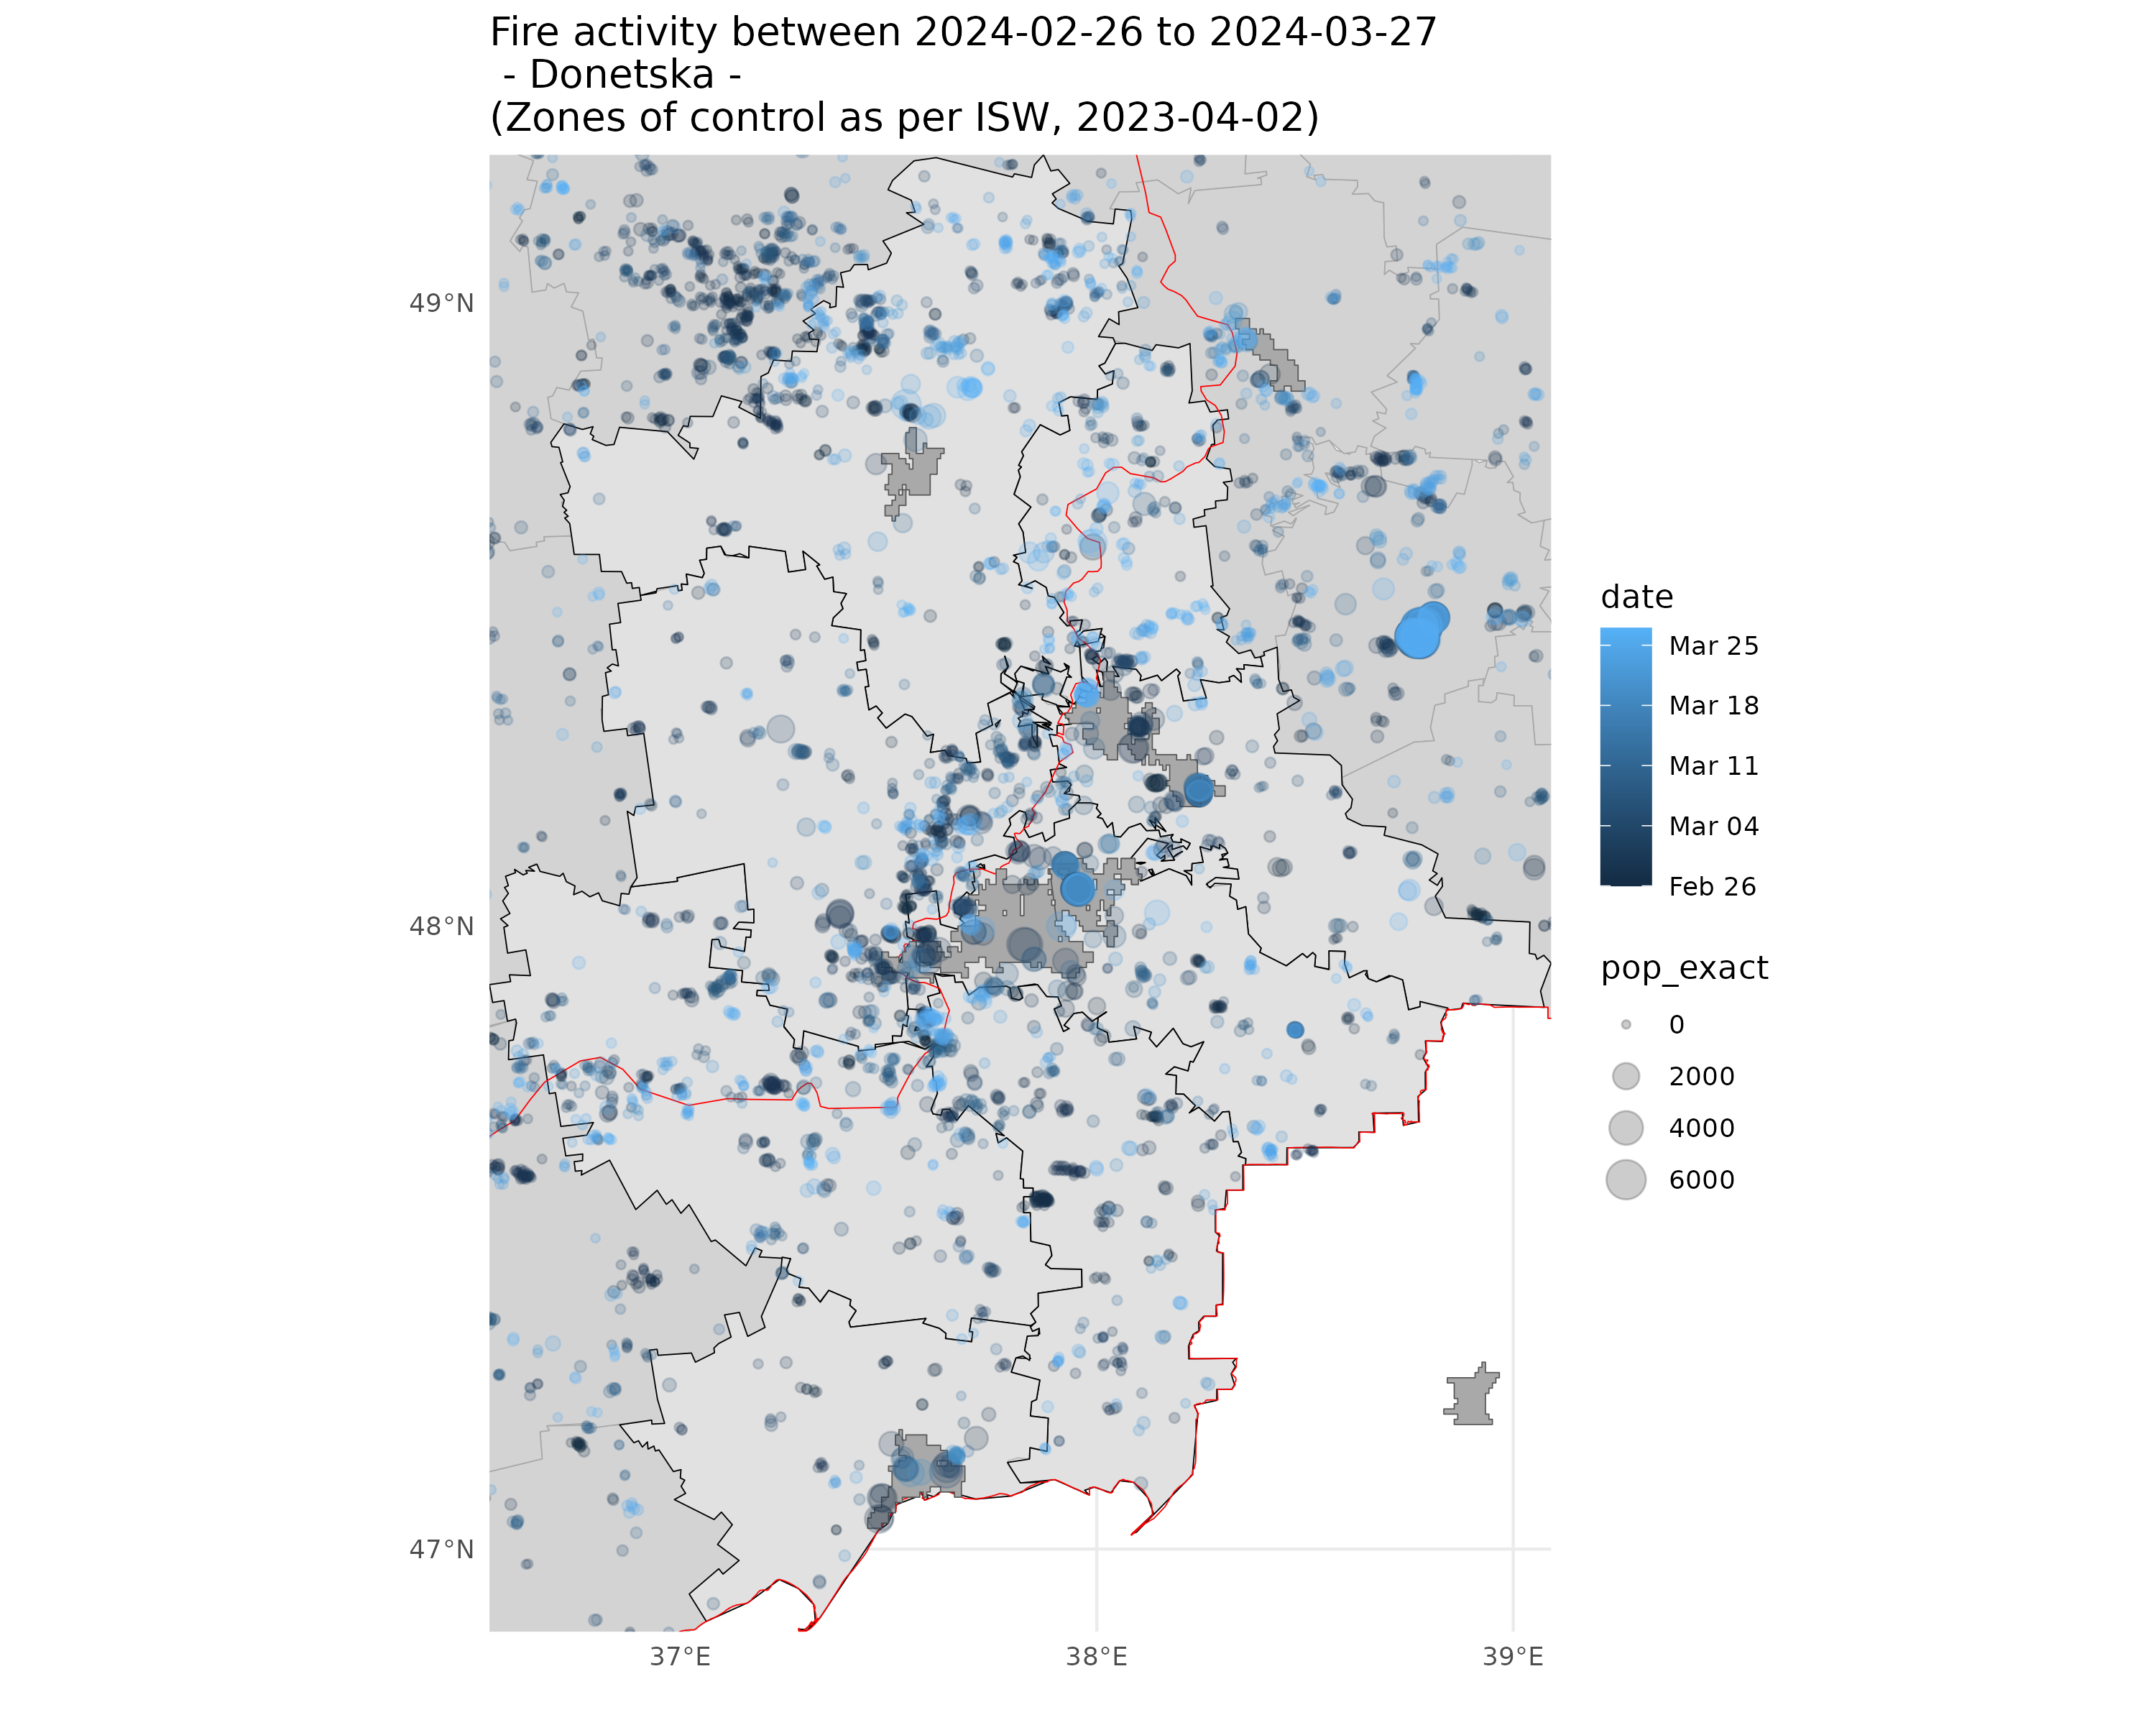 Fire activity between 2024-02-26 to 2024-03-27
- Donetska -
(Zones of control as per ISW, 2023-04-02)
49°N
48°N
47°N
37°E
38°E
39°E
date
Mar 25
Mar 18
Mar 11
Mar 04
Feb 26
pop_exact
0
2000
4000
6000